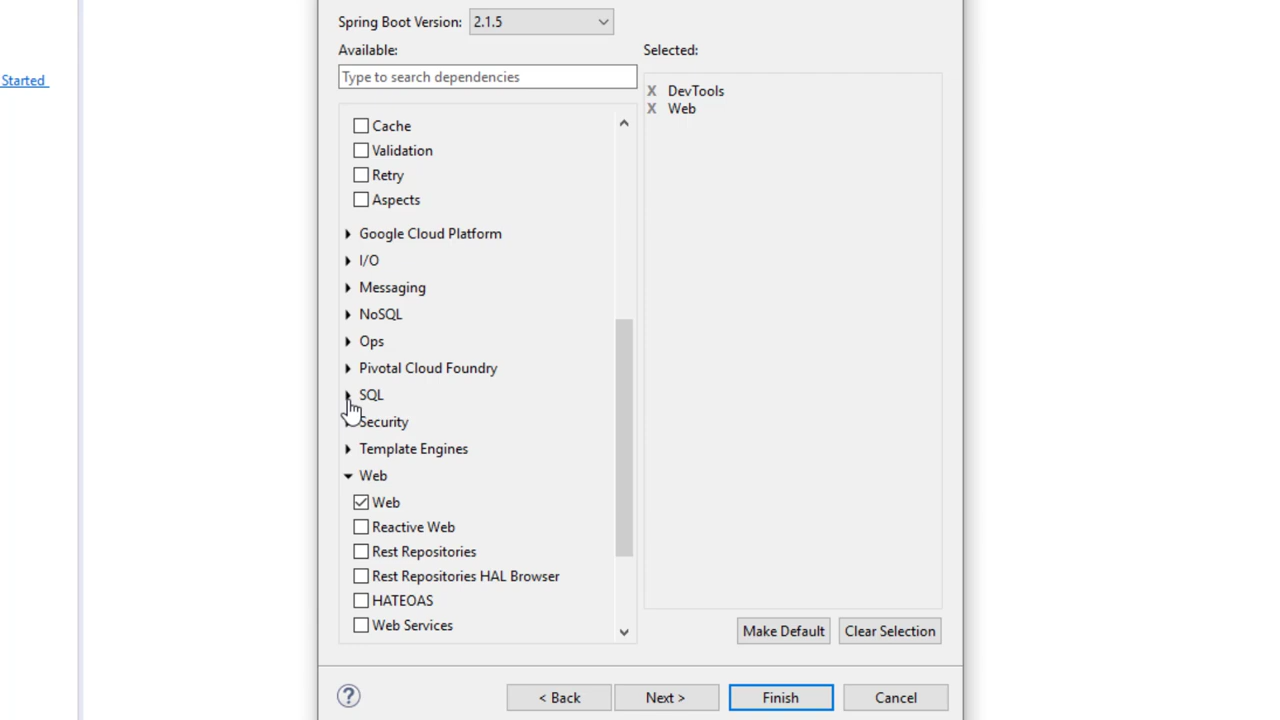 Spring Boot Version: 2.1.5
Available: Selected:
Started
Type to search dependencies
X DevTools
X Web
Cache
Validation
Retry
Aspects
Google Cloud Platform
I/O
Messaging
NoSQL
Ops
Pivotal Cloud Foundry
SQL
Security
Template Engines
Web
Web
Reactive Web
Rest Repositories
Rest Repositories HAL Browser
HATEOAS
Web Services
Make Default Clear Selection
? < Back Next > Finish Cancel